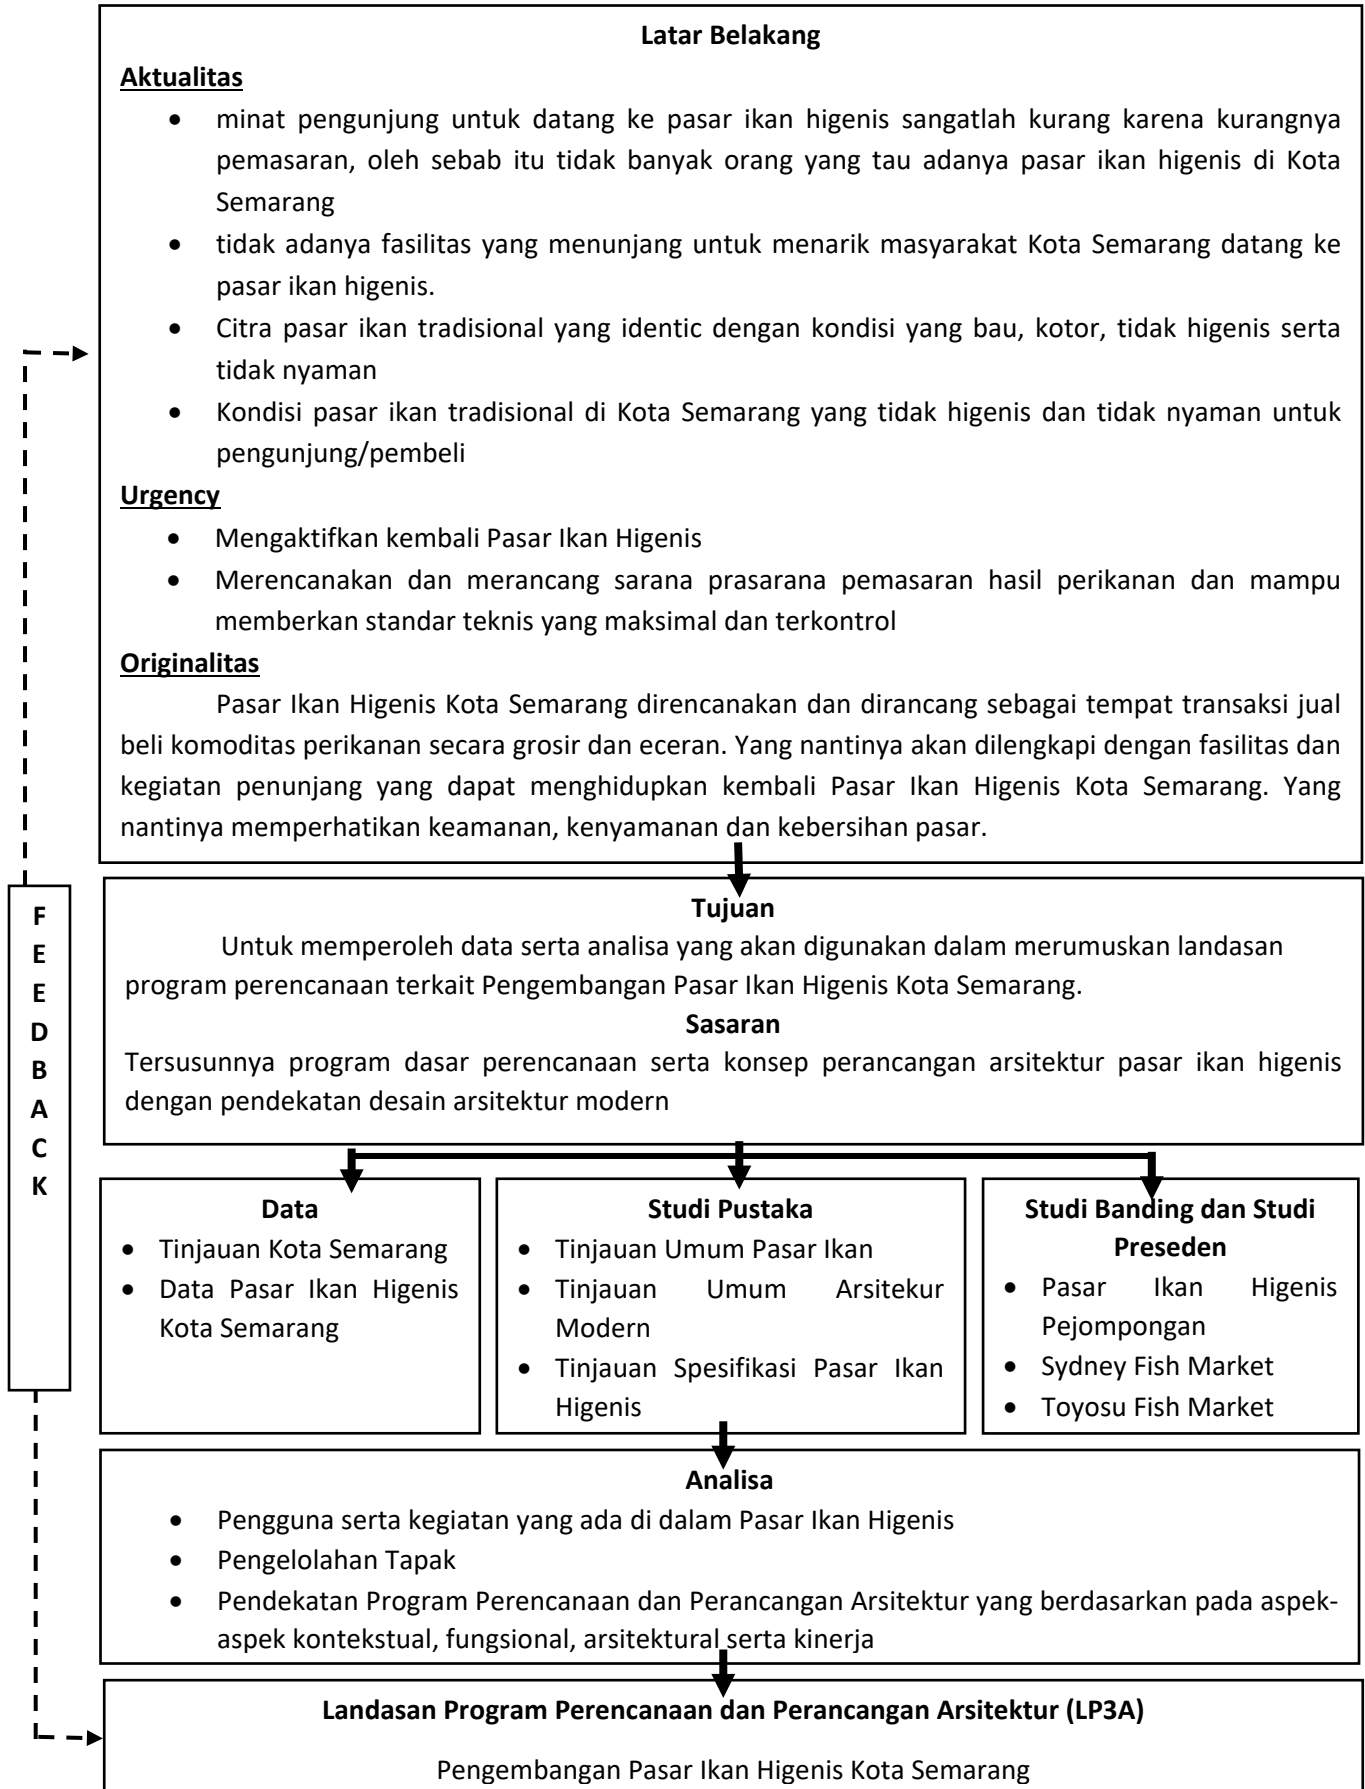 Latar Belakang
Aktualitas
• minat pengunjung untuk datang ke pasar ikan higenis sangatlah kurang karena kurangnya
pemasaran, oleh sebab itu tidak banyak orang yang tau adanya pasar ikan higenis di Kota
Semarang
• tidak adanya fasilitas yang menunjang untuk menarik masyarakat Kota Semarang datang ke
pasar ikan higenis.
• Citra pasar ikan tradisional yang identic dengan kondisi yang bau, kotor, tidak higenis serta
tidak nyaman
• Kondisi pasar ikan tradisional di Kota Semarang yang tidak higenis dan tidak nyaman untuk
pengunjung/pembeli
Urgency
• Mengaktifkan kembali Pasar Ikan Higenis
• Merencanakan dan merancang sarana prasarana pemasaran hasil perikanan dan mampu
memberkan standar teknis yang maksimal dan terkontrol
Originalitas
Pasar Ikan Higenis Kota Semarang direncanakan dan dirancang sebagai tempat transaksi jual
beli komoditas perikanan secara grosir dan eceran. Yang nantinya akan dilengkapi dengan fasilitas dan
kegiatan penunjang yang dapat menghidupkan kembali Pasar Ikan Higenis Kota Semarang. Yang
nantinya memperhatikan keamanan, kenyamanan dan kebersihan pasar.
F
E
E
D
B
A
C
K
Tujuan
Untuk memperoleh data serta analisa yang akan digunakan dalam merumuskan landasan
program perencanaan terkait Pengembangan Pasar Ikan Higenis Kota Semarang.
Sasaran
Tersusunnya program dasar perencanaan serta konsep perancangan arsitektur pasar ikan higenis
dengan pendekatan desain arsitektur modern
Data
• Tinjauan Kota Semarang
• Data Pasar Ikan Higenis
Kota Semarang
Studi Pustaka
• Tinjauan Umum Pasar Ikan
• Tinjauan Umum Arsitekur
Modern
• Tinjauan Spesifikasi Pasar Ikan
Higenis
Studi Banding dan Studi
Preseden
• Pasar Ikan Higenis
Pejompongan
• Sydney Fish Market
• Toyosu Fish Market
Analisa
• Pengguna serta kegiatan yang ada di dalam Pasar Ikan Higenis
• Pengelolahan Tapak
• Pendekatan Program Perencanaan dan Perancangan Arsitektur yang berdasarkan pada aspek-
aspek kontekstual, fungsional, arsitektural serta kinerja
Landasan Program Perencanaan dan Perancangan Arsitektur (LP3A)
Pengembangan Pasar Ikan Higenis Kota Semarang